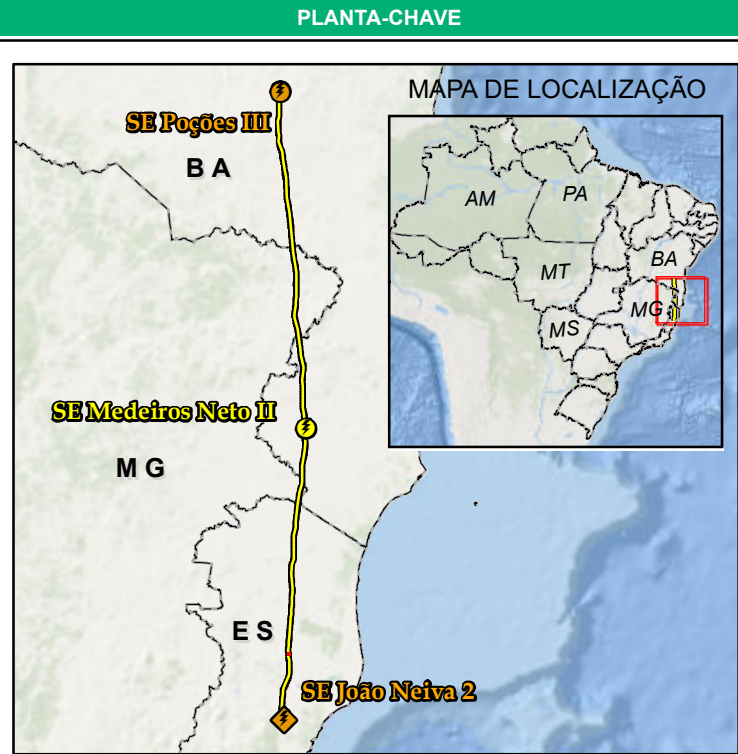 PLANTA-CHAVE
MAPA DE LOCALIZAÇÃO
SE Poções III
B A
AM
PA
BA
MT
MG
MS
SE Medeiros Neto II
M G
E S
SE João Neiva 2